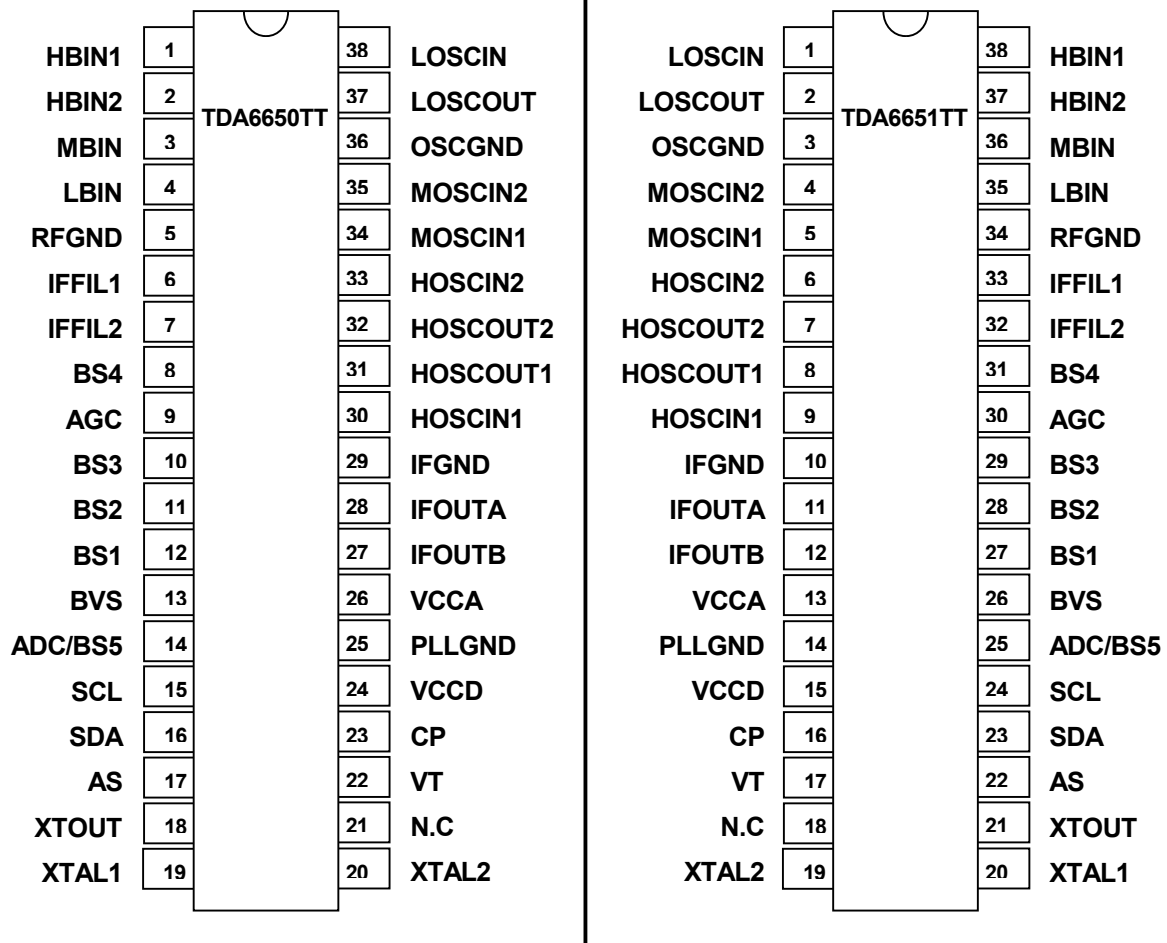 HBIN1 1 38 LOSCIN
HBIN2 2 37 LOSCOUT
TDA6650TT
MBIN 3 36 OSCGND
LBIN 4 35 MOSCIN2
RFGND 5 34 MOSCIN1
IFFIL1 6 33 HOSCIN2
IFFIL2 7 32 HOSCOUT2
BS4 8 31 HOSCOUT1
AGC 9 30 HOSCIN1
BS3 10 29 IFGND
BS2 11 28 IFOUTA
BS1 12 27 IFOUTB
BVS 13 26 VCCA
ADC/BS5 14 25 PLLGND
SCL 15 24 VCCD
SDA 16 23 CP
AS 17 22 VT
XTOUT 18 21 N.C
XTAL1 19 20 XTAL2
LOSCIN 1 38 HBIN1
LOSCOUT 2 37 HBIN2
TDA6651TT
OSCGND 3 36 MBIN
MOSCIN2 4 35 LBIN
MOSCIN1 5 34 RFGND
HOSCIN2 6 33 IFFIL1
HOSCOUT2 7 32 IFFIL2
HOSCOUT1 8 31 BS4
HOSCIN1 9 30 AGC
IFGND 10 29 BS3
IFOUTA 11 28 BS2
IFOUTB 12 27 BS1
VCCA 13 26 BVS
PLLGND 14 25 ADC/BS5
VCCD 15 24 SCL
CP 16 23 SDA
VT 17 22 AS
N.C 18 21 XTOUT
XTAL2 19 20 XTAL1